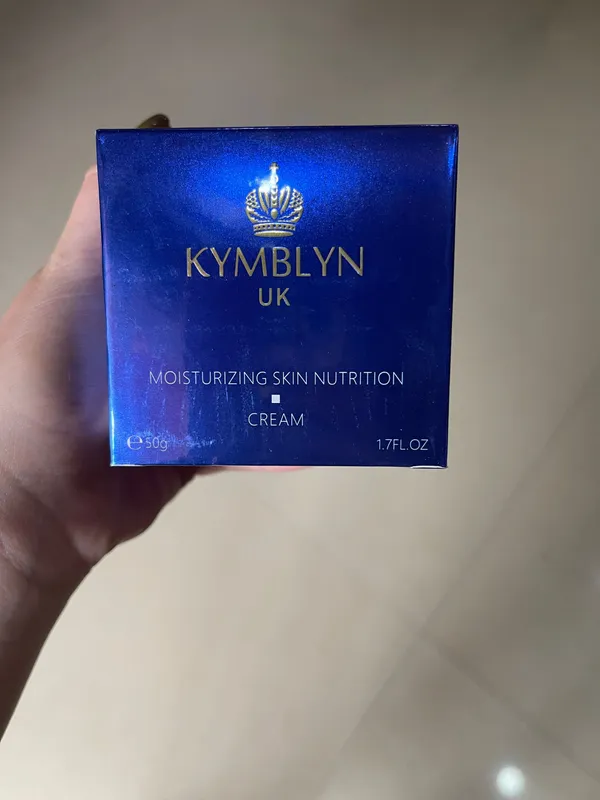 KYMBLYN
UK
MOISTURIZING SKIN NUTRITION
CREAM
℮50g
1.7FL.OZ